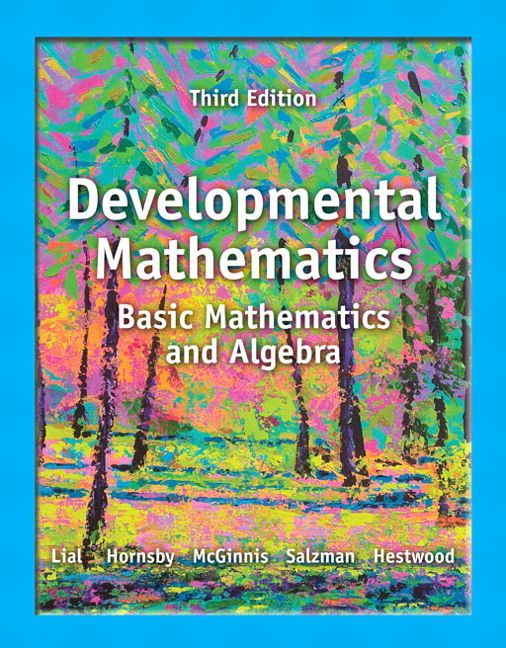 Third Edition
Developmental
Mathematics
Basic Mathematics
and Algebra
Lial Hornsby McGinnis Salzman Hestwood